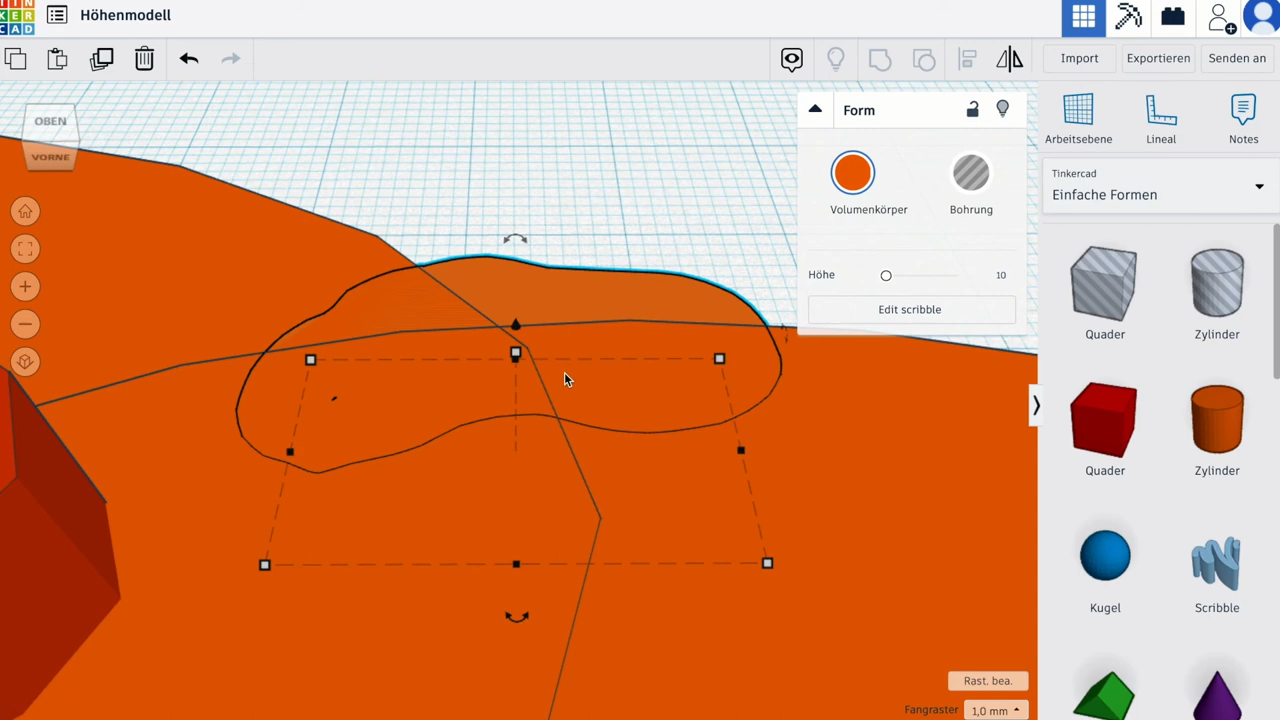 TIN
KER
CAD
Höhenmodell
Import
Exportieren
Senden an
OBEN
VORNE
Form
Volumenkörper
Bohrung
Höhe
10
Edit scribble
Arbeitsebene
Lineal
Notes
Tinkercad
Einfache Formen
Quader
Zylinder
Quader
Zylinder
Kugel
Scribble
Rast. bea.
Fangraster
1,0 mm